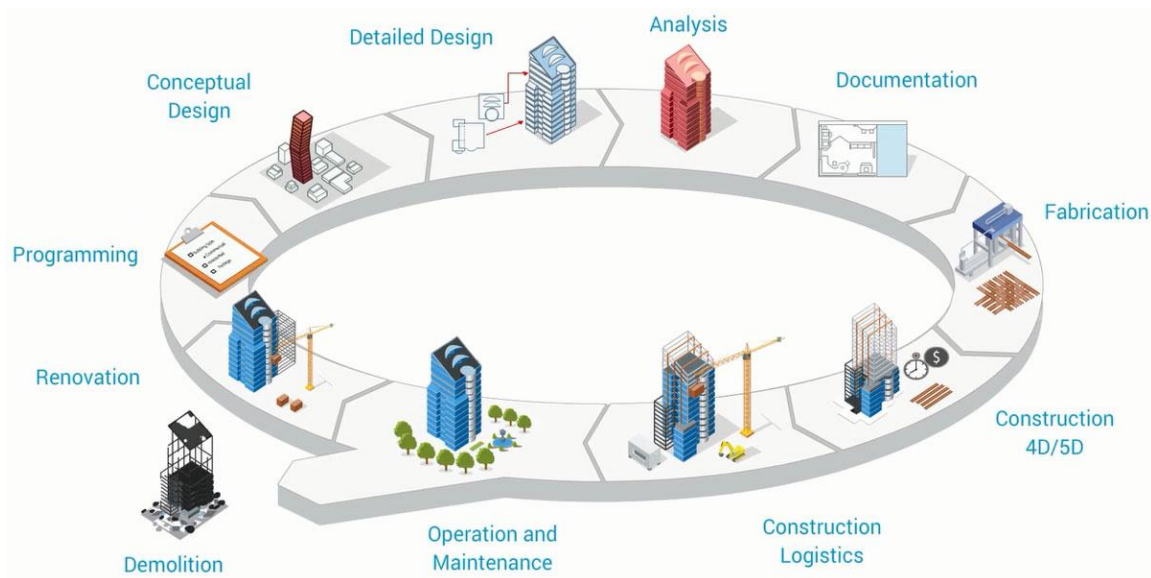 Detailed Design
Analysis
Conceptual
Design
Documentation
Fabrication
Programming
Renovation
Construction
4D/5D
Construction
Logistics
Operation and
Maintenance
Demolition
$